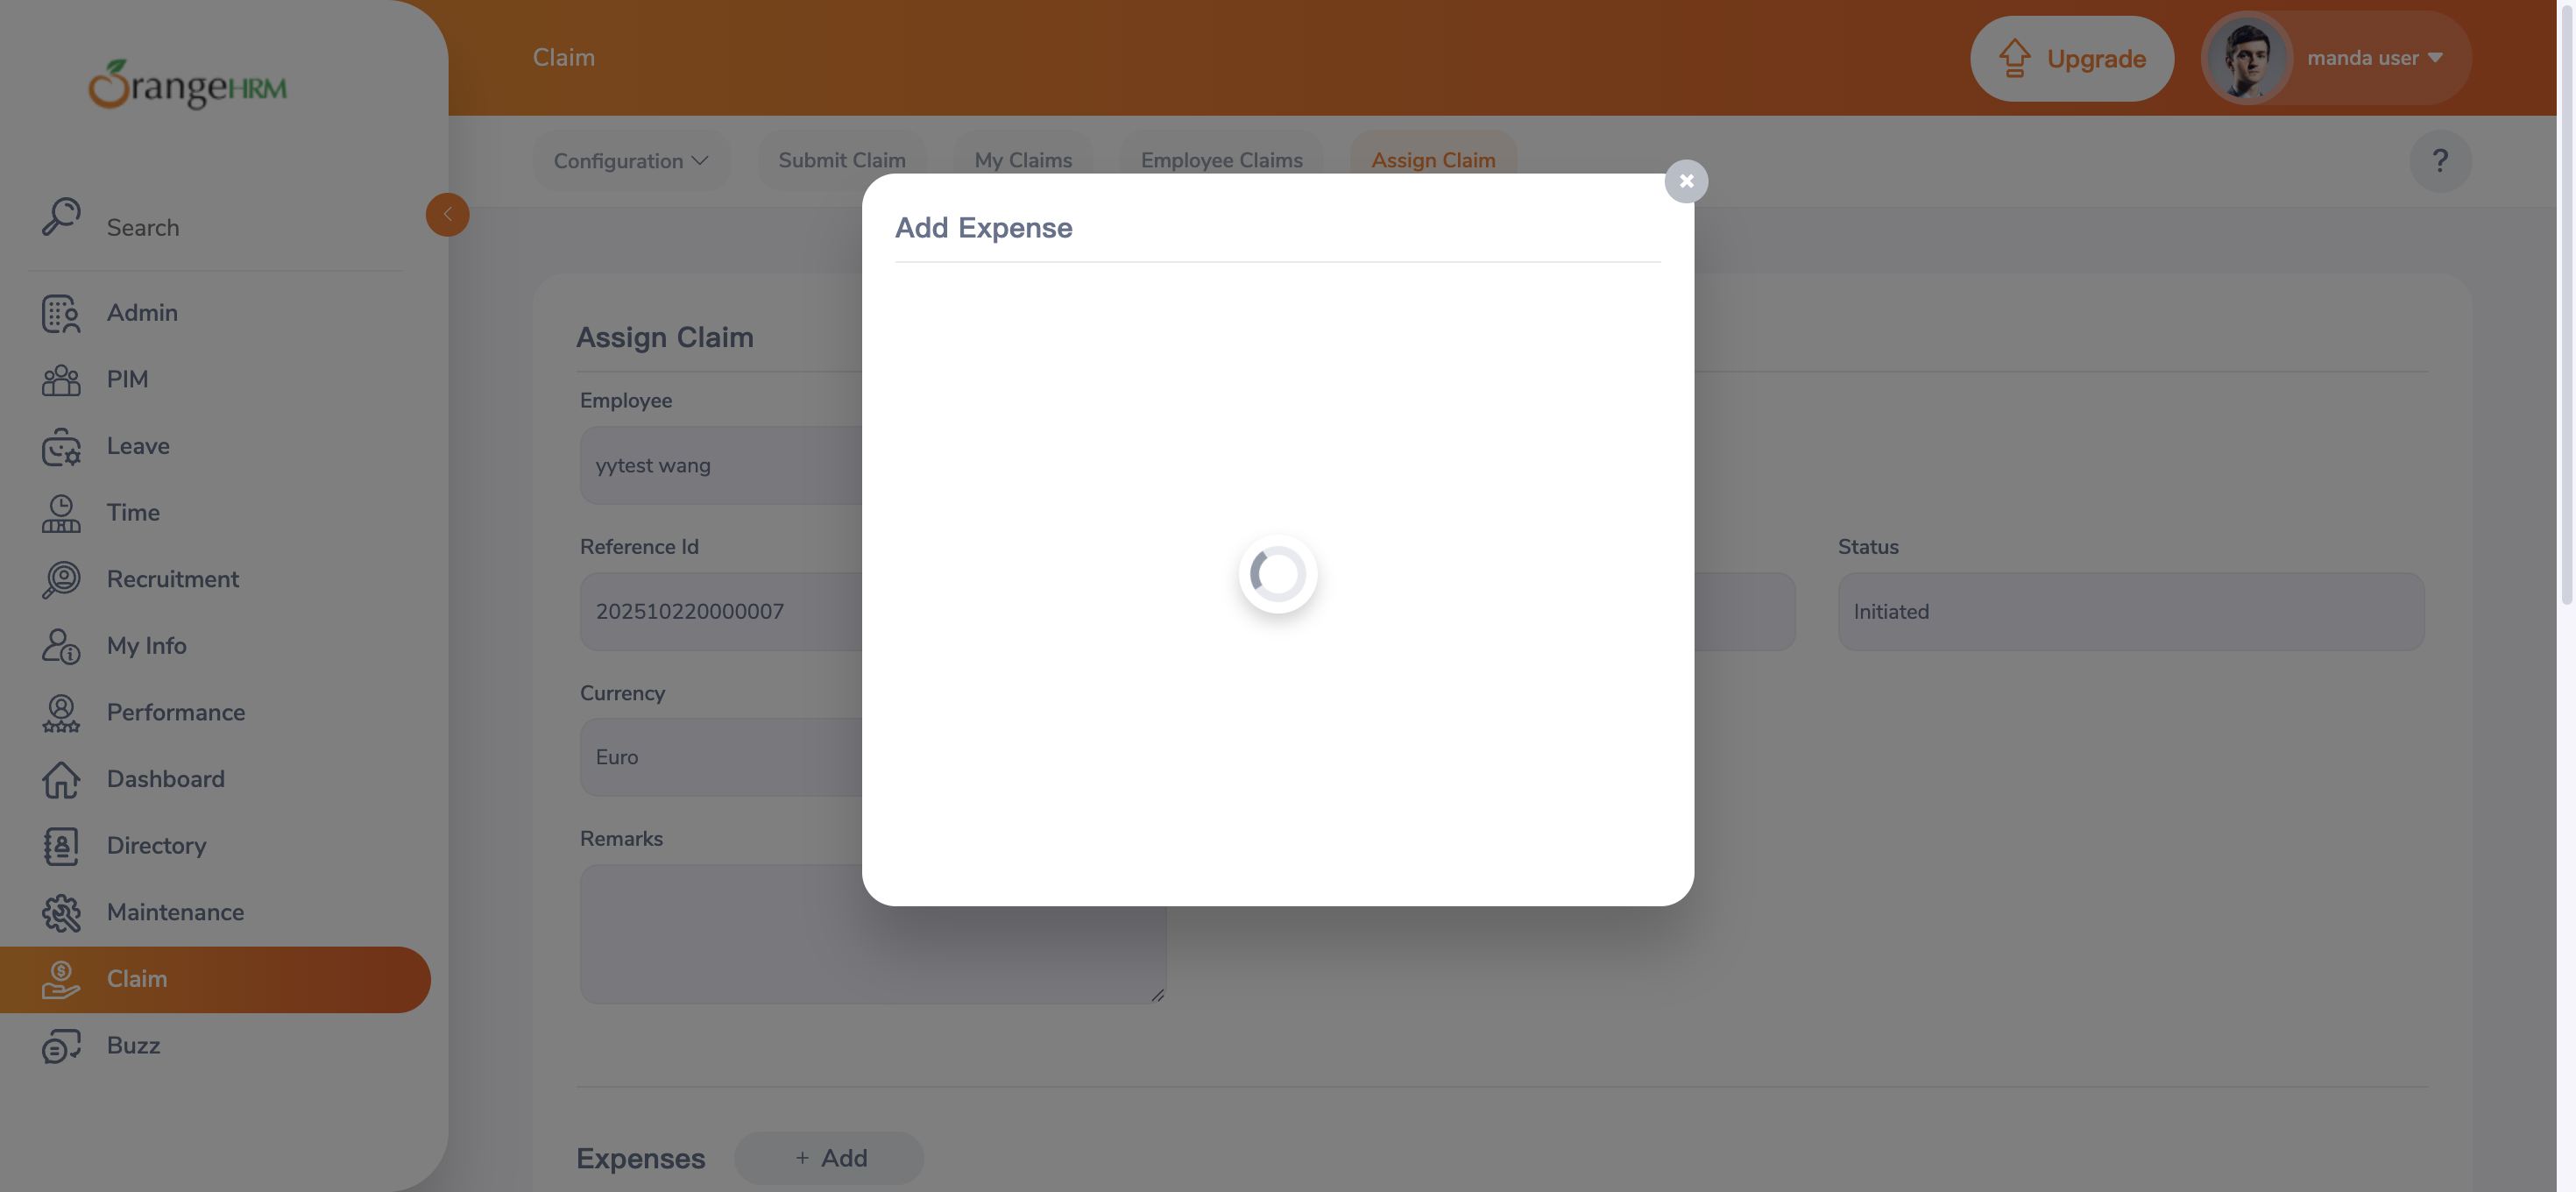 OrangeHRM
Claim
Upgrade
manda user
Configuration
Submit Claim
My Claims
Employee Claims
Assign Claim
?
Search
Admin
PIM
Leave
Time
Recruitment
My Info
Performance
Dashboard
Directory
Maintenance
Claim
Buzz
Add Expense
Assign Claim
Employee
yytest wang
Reference Id
Status
202510220000007
Initiated
Currency
Euro
Remarks
Expenses
+ Add